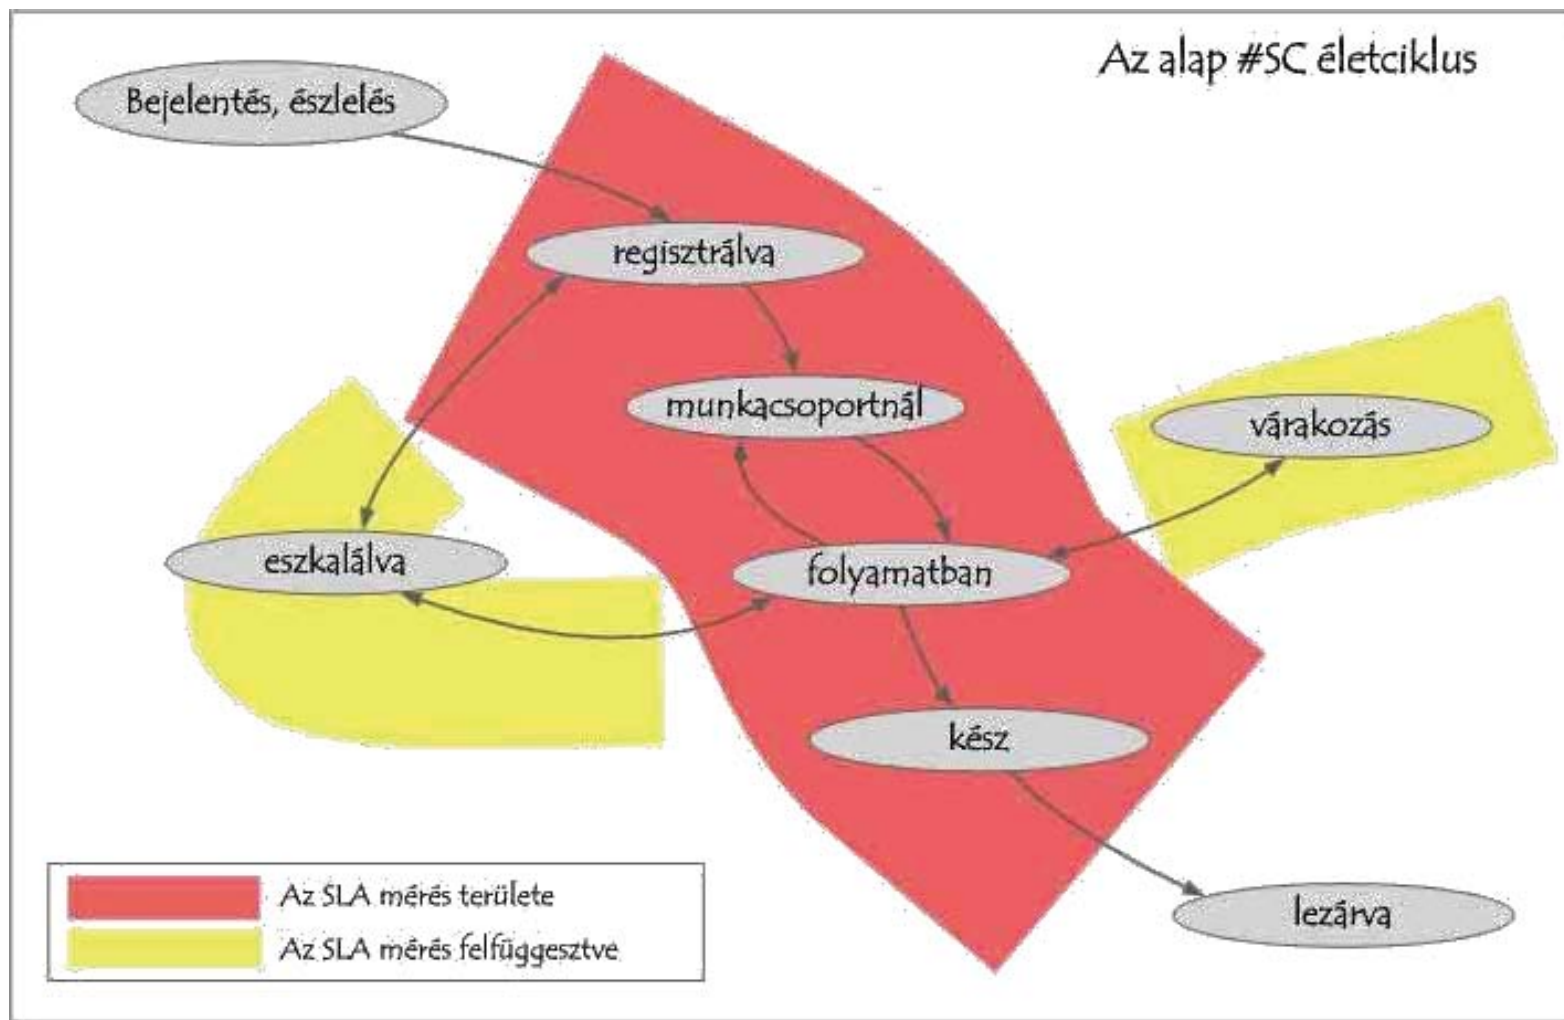 Az alap #SC életciklus
Bejelentés, észlelés
regisztrálva
munkacsoportnál
várakozás
eszkalálva
folyamatban
kész
lezárva
Az SLA mérés területe
Az SLA mérés felfüggesztve